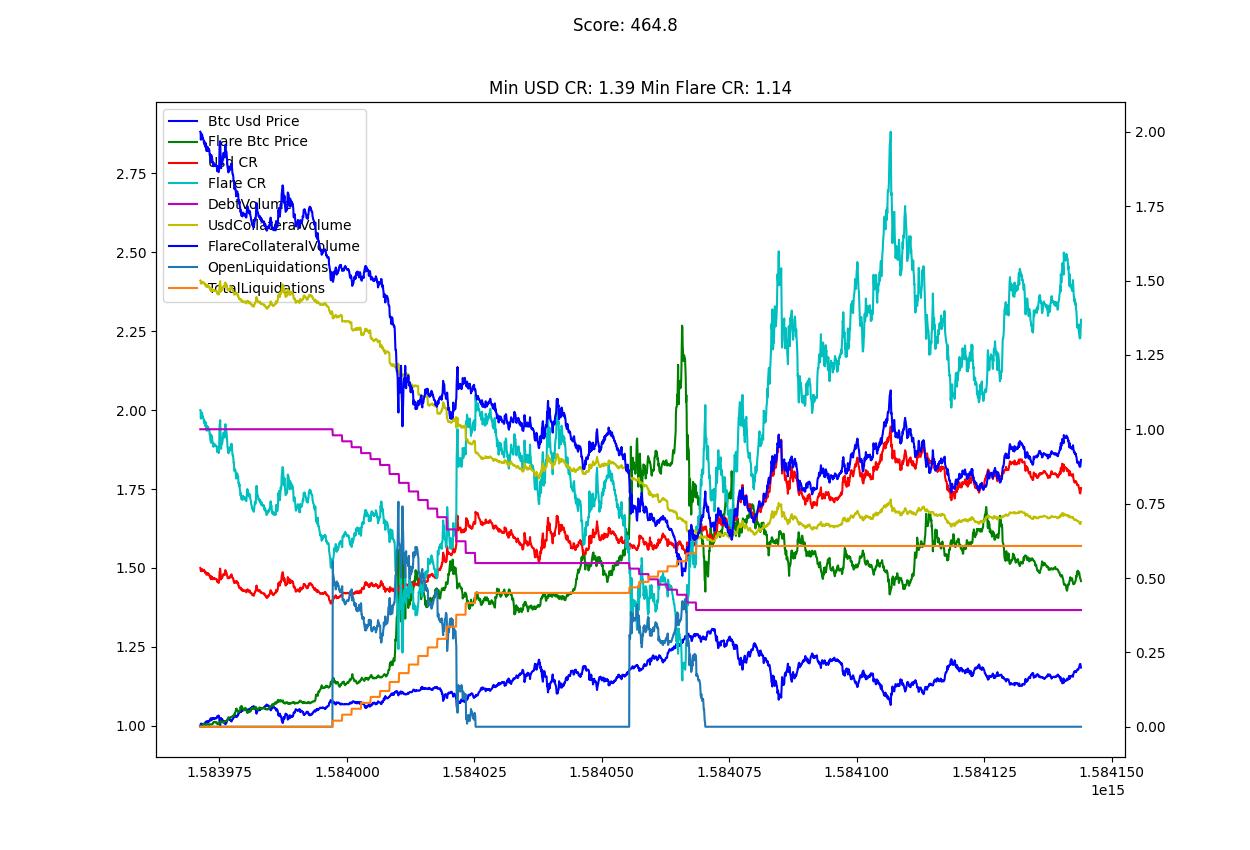 Score: 464.8
Min USD CR: 1.39 Min Flare CR: 1.14
Btc Usd Price
Flare Btc Price
Usd CR
Flare CR
DebtVolume
UsdCollateralVolume
FlareCollateralVolume
OpenLiquidations
TotalLiquidations
2.75
2.50
2.25
2.00
1.75
1.50
1.25
1.00
2.00
1.75
1.50
1.25
1.00
0.75
0.50
0.25
0.00
1.583975 1.584000 1.584025 1.584050 1.584075 1.584100 1.584125 1.584150
1e15